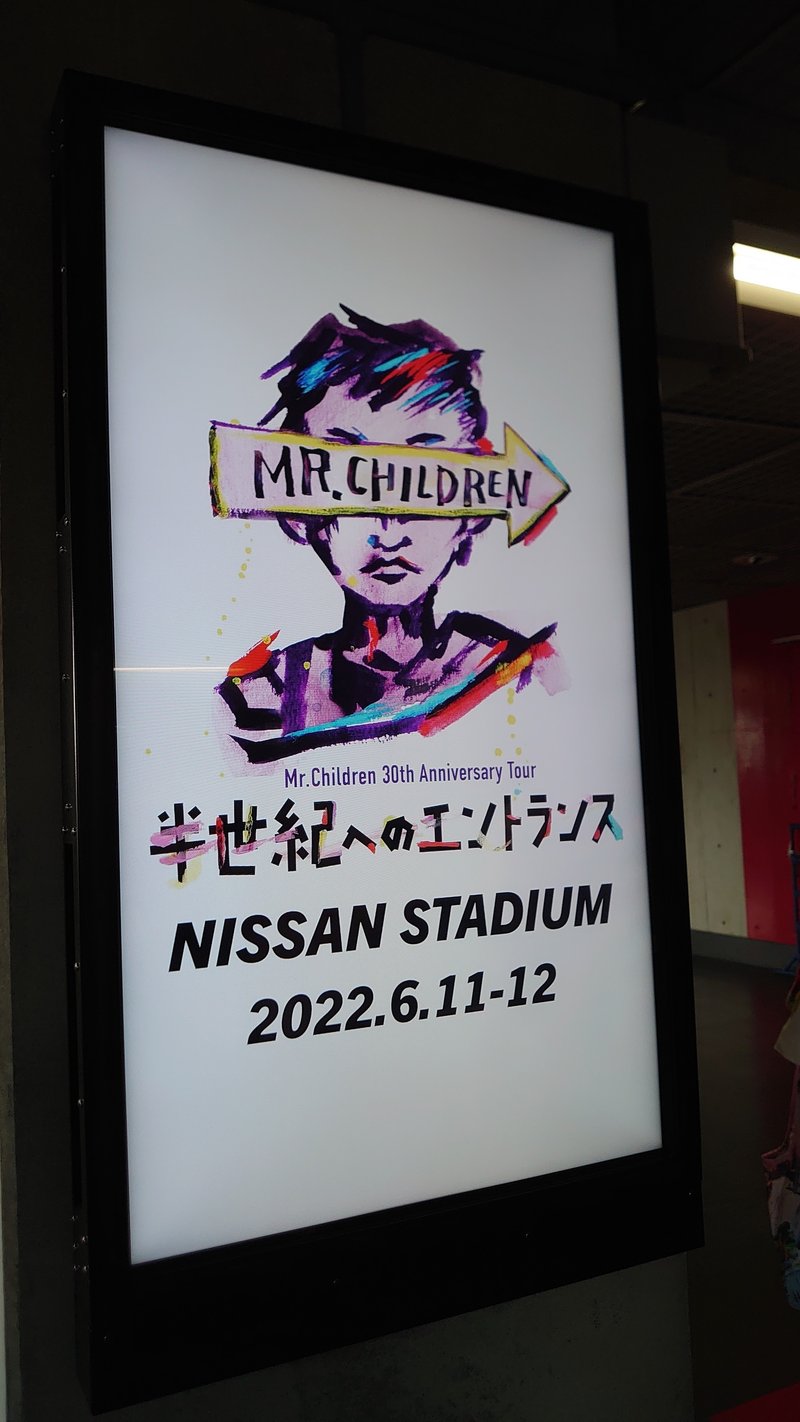 MR.CHILDREN
Mr.Children 30th Anniversary Tour
半世紀へのエントランス
NISSAN STADIUM
2022.6.11-12